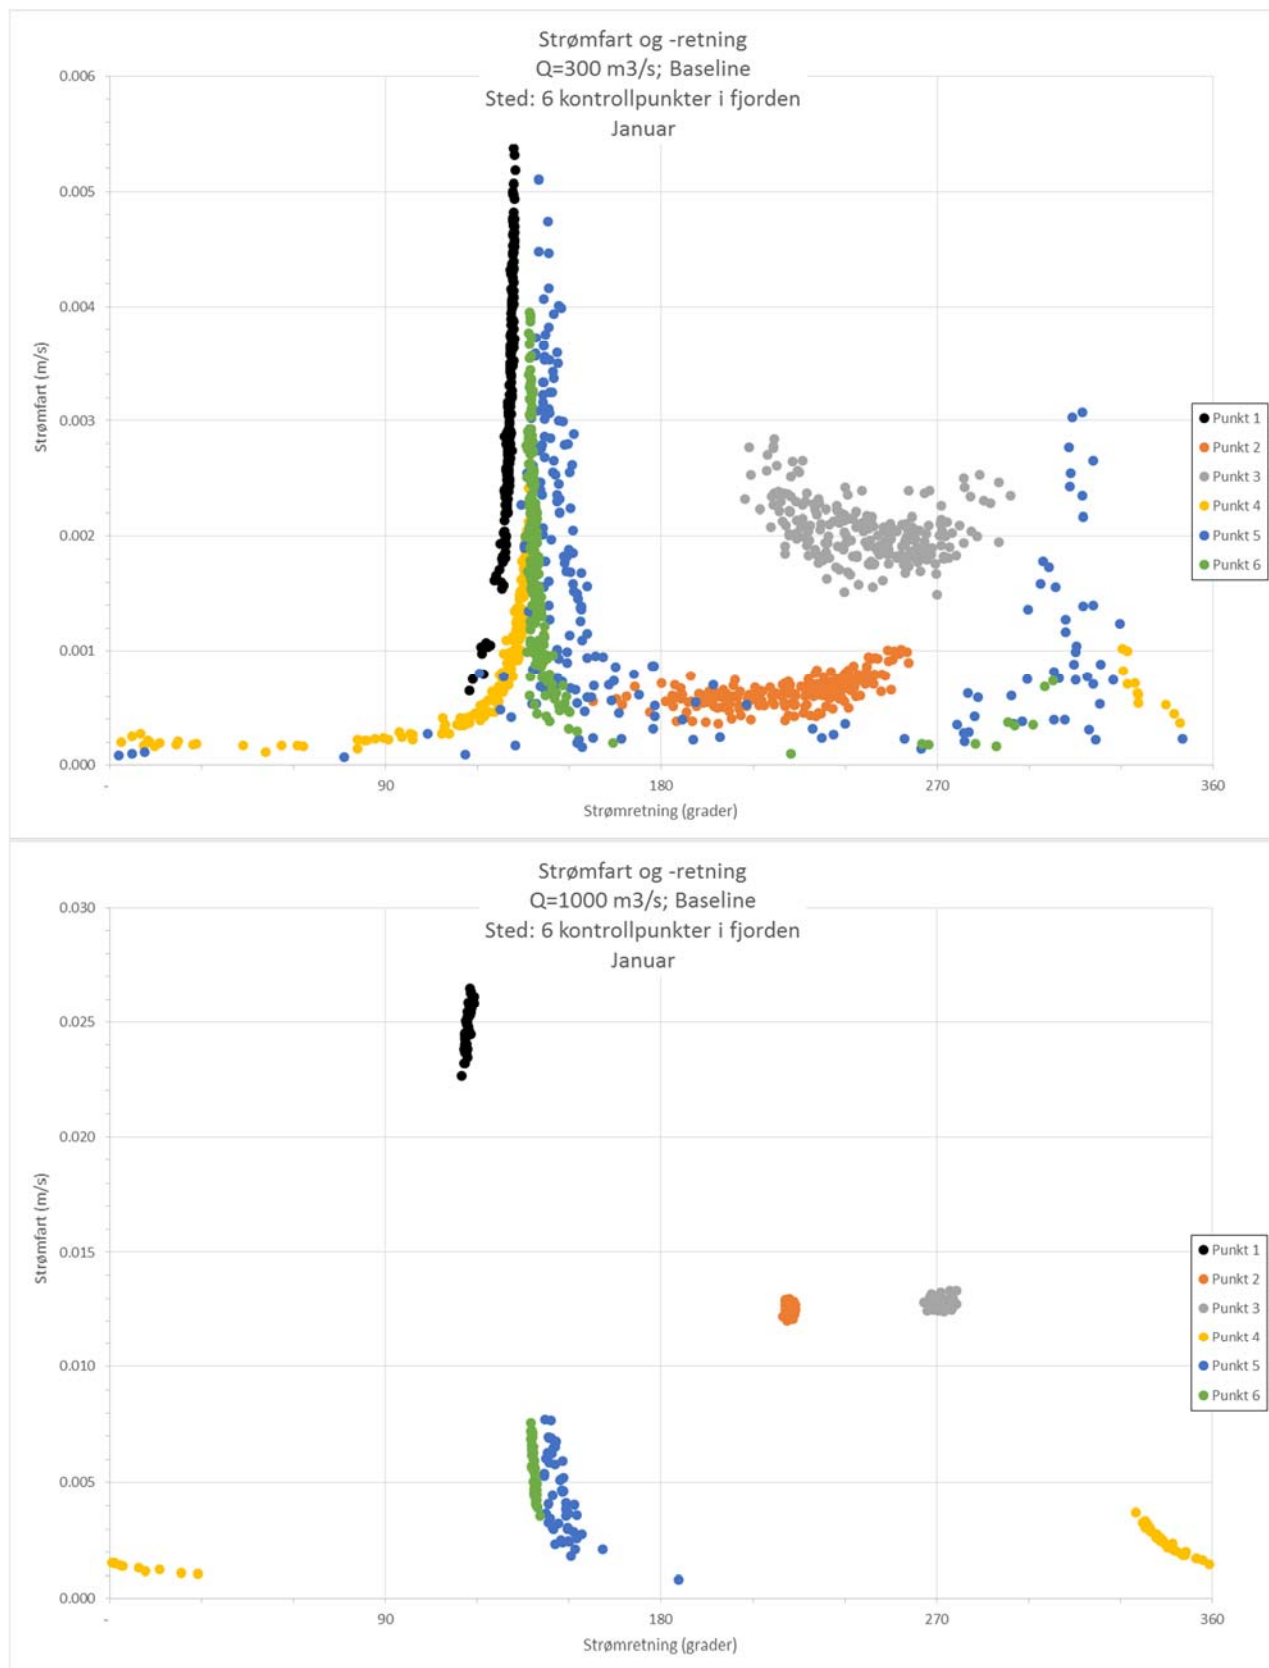 Strømfart og -retning
Q=300 m3/s; Baseline
Sted: 6 kontrollpunkter i fjorden
Januar
0.006
0.005
0.004
0.003
0.002
0.001
0.000
Strømfart (m/s)
-
90
180
270
360
Strømretning (grader)
Punkt 1
Punkt 2
Punkt 3
Punkt 4
Punkt 5
Punkt 6
Strømfart og -retning
Q=1000 m3/s; Baseline
Sted: 6 kontrollpunkter i fjorden
Januar
0.030
0.025
0.020
0.015
0.010
0.005
0.000
Strømfart (m/s)
-
90
180
270
360
Strømretning (grader)
Punkt 1
Punkt 2
Punkt 3
Punkt 4
Punkt 5
Punkt 6